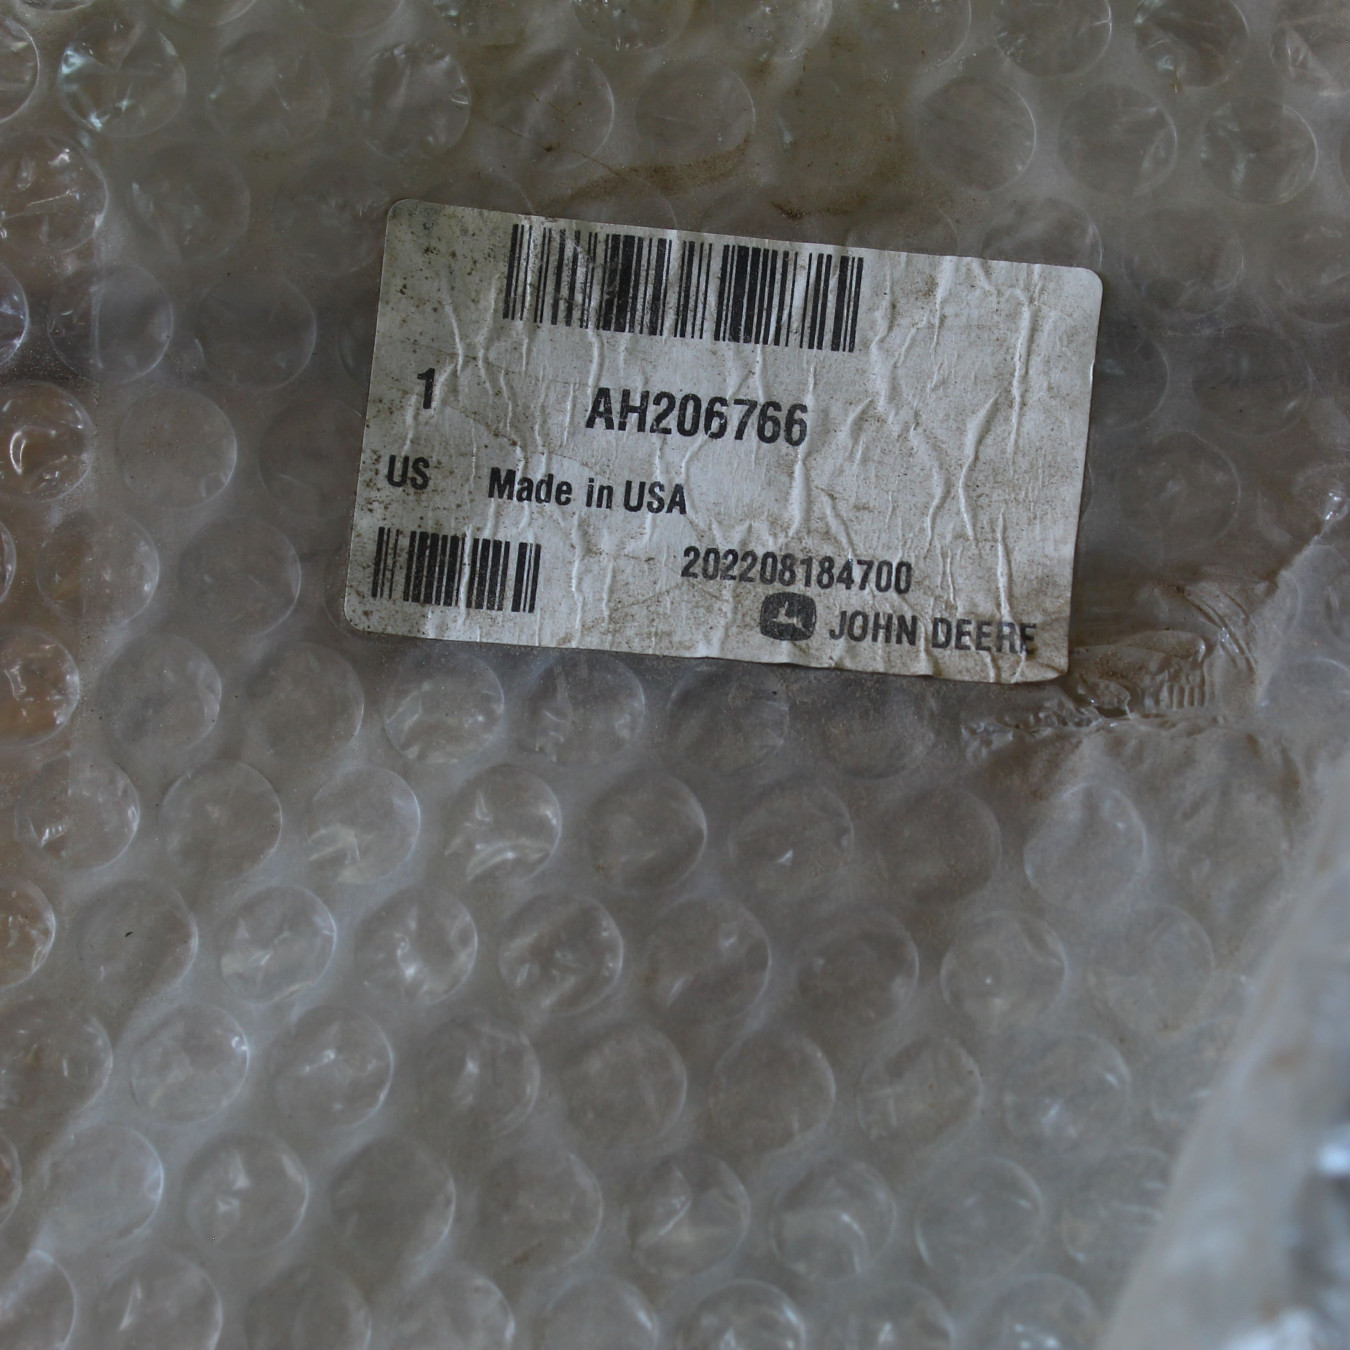 1 AH206766
US Made in USA
202208184700
JOHN DEERE